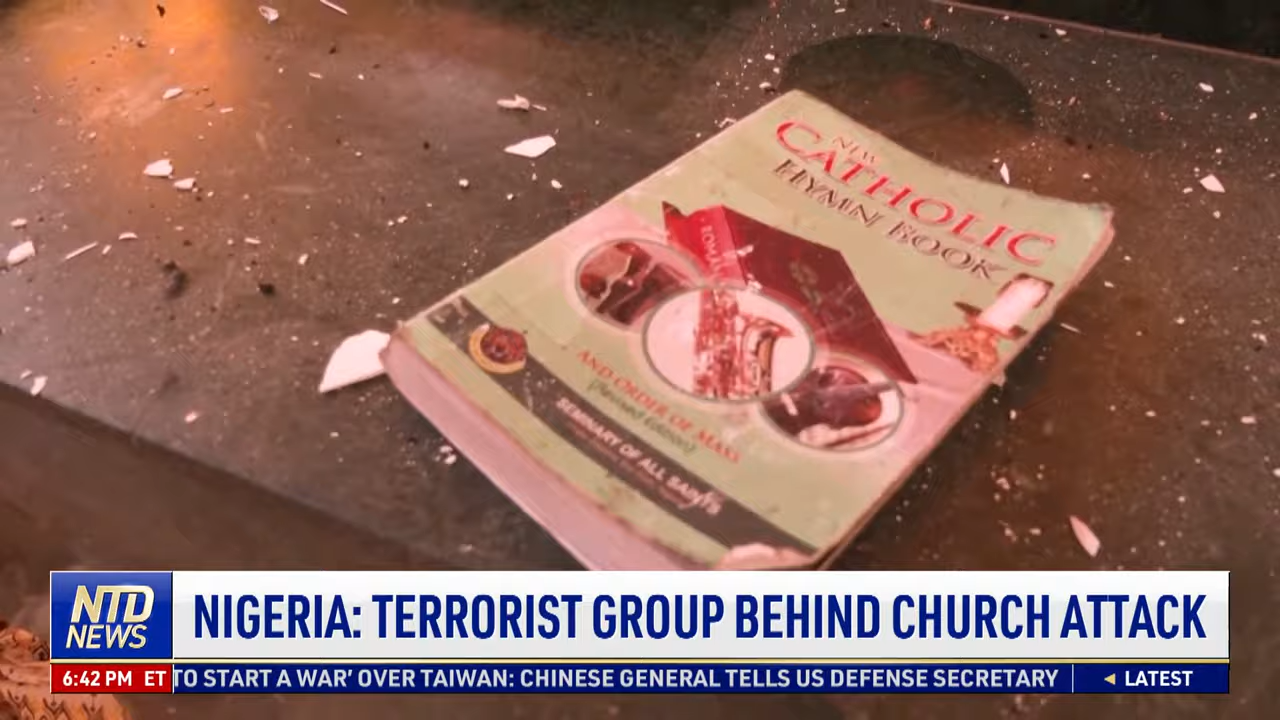 NEW
CATHOLIC
HYMN BOOK
ROMAN
AND ORDER OF MASS
(Revised Edition)
SEMINARY OF ALL SAINTS
NTD
NEWS
NIGERIA: TERRORIST GROUP BEHIND CHURCH ATTACK
6:42 PM ET TO START A WAR' OVER TAIWAN: CHINESE GENERAL TELLS US DEFENSE SECRETARY LATEST